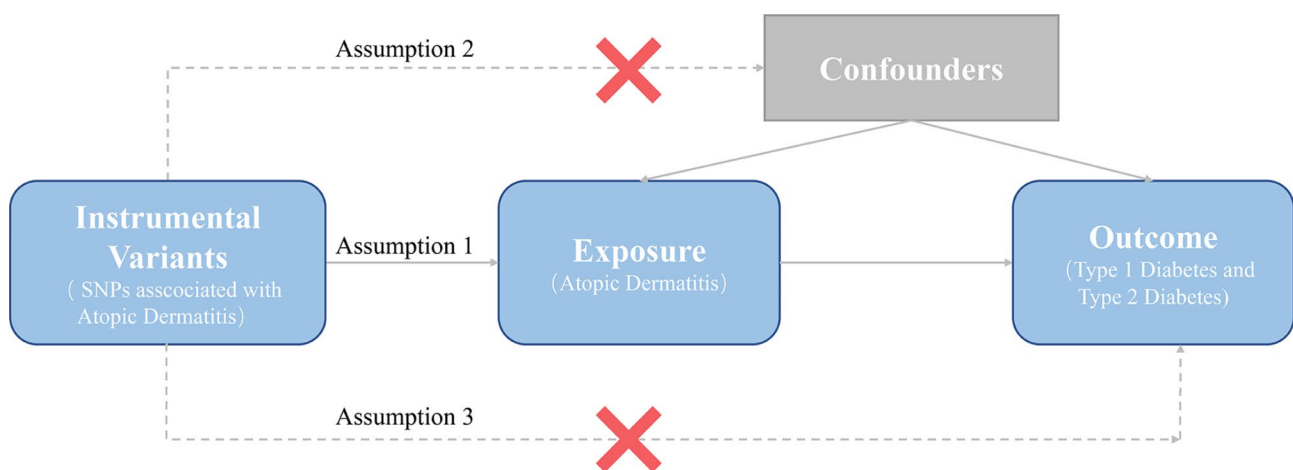 Assumption 2
Confounders
Instrumental
Variants
( SNPs asscociated with
Atopic Dermatitis)
Assumption 1
Exposure
(Atopic Dermatitis)
Outcome
(Type 1 Diabetes and
Type 2 Diabetes)
Assumption 3